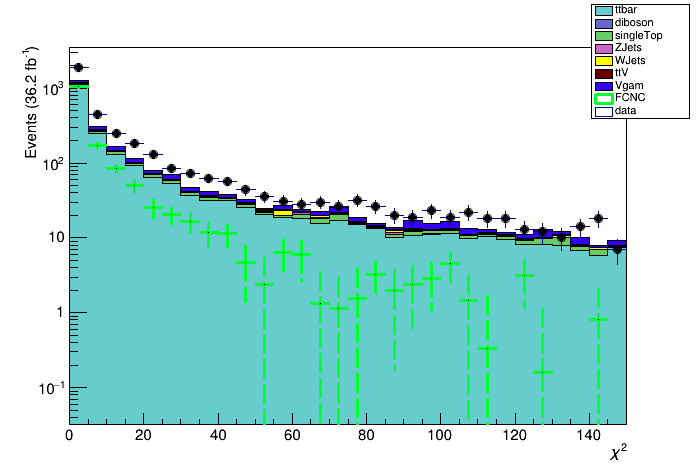 ttbar
diboson
singleTop
ZJets
WJets
ttV
Vgam
FCNC
data
Events (36.2 fb⁻¹)
10³
10²
10
1
10⁻¹
0 20 40 60 80 100 120 140
χ²